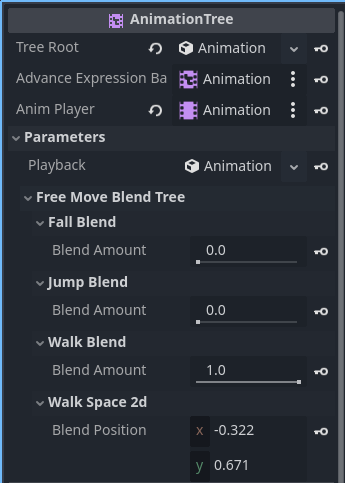 AnimationTree
Tree Root Animation
Advance Expression Ba Animation
Anim Player Animation
Parameters
Playback Animation
Free Move Blend Tree
Fall Blend
Blend Amount 0.0
Jump Blend
Blend Amount 0.0
Walk Blend
Blend Amount 1.0
Walk Space 2d
Blend Position x -0.322
y 0.671